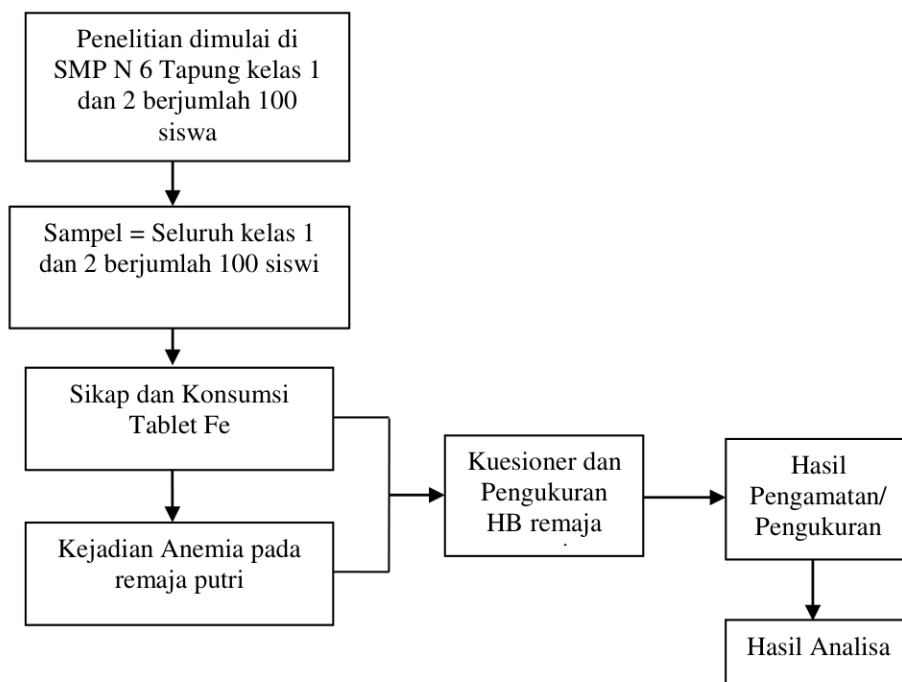 Penelitian dimulai di
SMP N 6 Tapung kelas 1
dan 2 berjumlah 100
siswa
Sampel = Seluruh kelas 1
dan 2 berjumlah 100 siswi
Sikap dan Konsumsi
Tablet Fe
Kejadian Anemia pada
remaja putri
Kuesioner dan
Pengukuran
HB remaja
Hasil
Pengamatan/
Pengukuran
Hasil Analisa